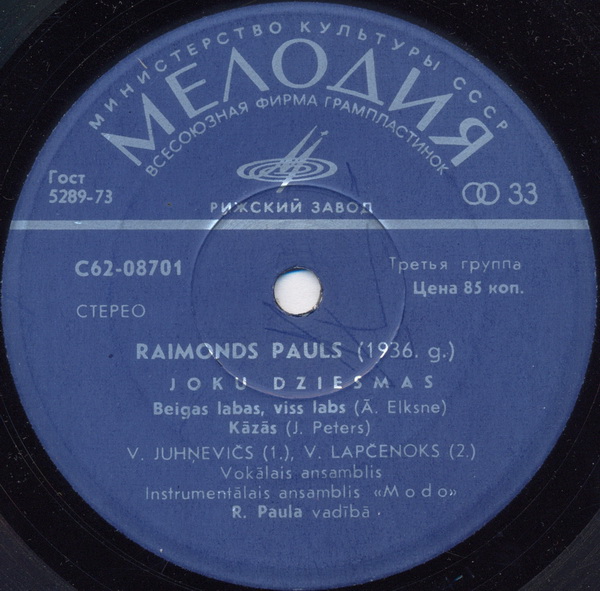 МИНИСТЕРСТВО КУЛЬТУРЫ СССР
МЕЛОДИЯ
ВСЕСОЮЗНАЯ ФИРМА ГРАМПЛАСТИНОК
Гост
5289-73
33
РИЖСКИЙ ЗАВОД
С62-08701
Третья группа
Цена 85 коп.
СТЕРЕО
RAIMONDS PAULS (1936. g.)
JOKU DZIESMAS
Beigas labas, viss labs (Ā. Elksne)
Kāzās (J. Peters)
V. JUHŅEVIČS (1.), V. LAPČENOKS (2.)
Vokālais ansamblis
Instrumentālais ansamblis «Modo»
R. Paula vadībā